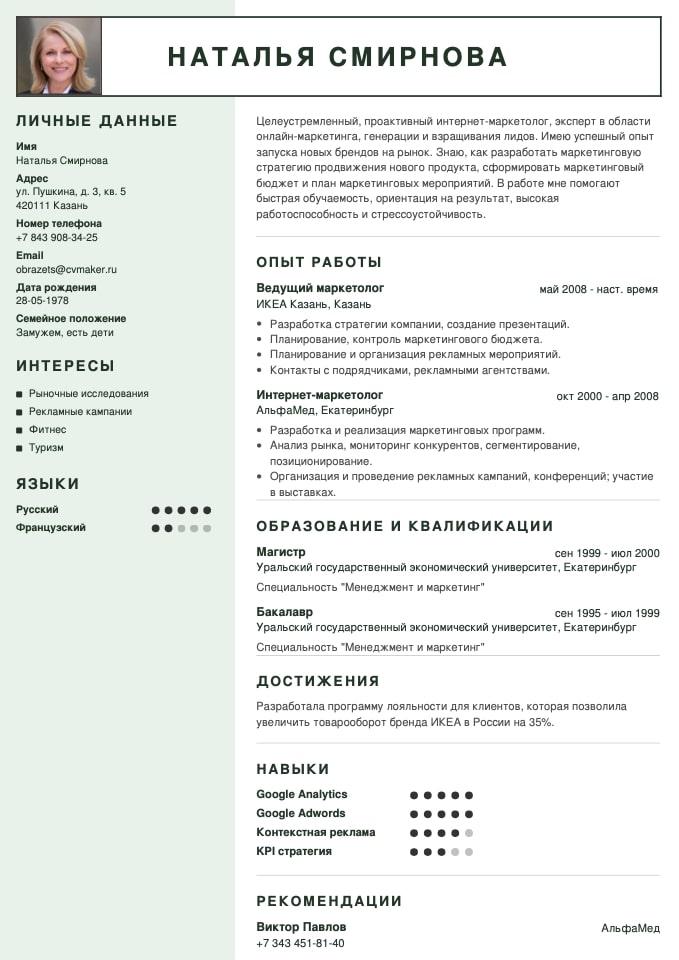 НАТАЛЬЯ СМИРНОВА
ЛИЧНЫЕ ДАННЫЕ
Имя
Наталья Смирнова
Адрес
ул. Пушкина, д. 3, кв. 5
420111 Казань
Номер телефона
+7 843 908-34-25
Email
obrazets@cvmaker.ru
Дата рождения
28-05-1978
Семейное положение
Замужем, есть дети
ИНТЕРЕСЫ
Рыночные исследования
Рекламные кампании
Фитнес
Туризм
ЯЗЫКИ
Русский
Французский
Целеустремленный, проактивный интернет-маркетолог, эксперт в области
онлайн-маркетинга, генерации и взращивания лидов. Имею успешный опыт
запуска новых брендов на рынок. Знаю, как разработать маркетинговую
стратегию продвижения нового продукта, сформировать маркетинговый
бюджет и план маркетинговых мероприятий. В работе мне помогают
быстрая обучаемость, ориентация на результат, высокая
работоспособность и стрессоустойчивость.
ОПЫТ РАБОТЫ
Ведущий маркетолог май 2008 - наст. время
ИКЕА Казань, Казань
• Разработка стратегии компании, создание презентаций.
• Планирование, контроль маркетингового бюджета.
• Планирование и организация рекламных мероприятий.
• Контакты с подрядчиками, рекламными агентствами.
Интернет-маркетолог окт 2000 - апр 2008
АльфаМед, Екатеринбург
• Разработка и реализация маркетинговых программ.
• Анализ рынка, мониторинг конкурентов, сегментирование,
позиционирование.
• Организация и проведение рекламных кампаний, конференций; участие
в выставках.
ОБРАЗОВАНИЕ И КВАЛИФИКАЦИИ
Магистр сен 1999 - июл 2000
Уральский государственный экономический университет, Екатеринбург
Специальность "Менеджмент и маркетинг"
Бакалавр сен 1995 - июл 1999
Уральский государственный экономический университет, Екатеринбург
Специальность "Менеджмент и маркетинг"
ДОСТИЖЕНИЯ
Разработала программу лояльности для клиентов, которая позволила
увеличить товарооборот бренда ИКЕА в России на 35%.
НАВЫКИ
Google Analytics
Google Adwords
Контекстная реклама
KPI стратегия
РЕКОМЕНДАЦИИ
Виктор Павлов АльфаМед
+7 343 451-81-40